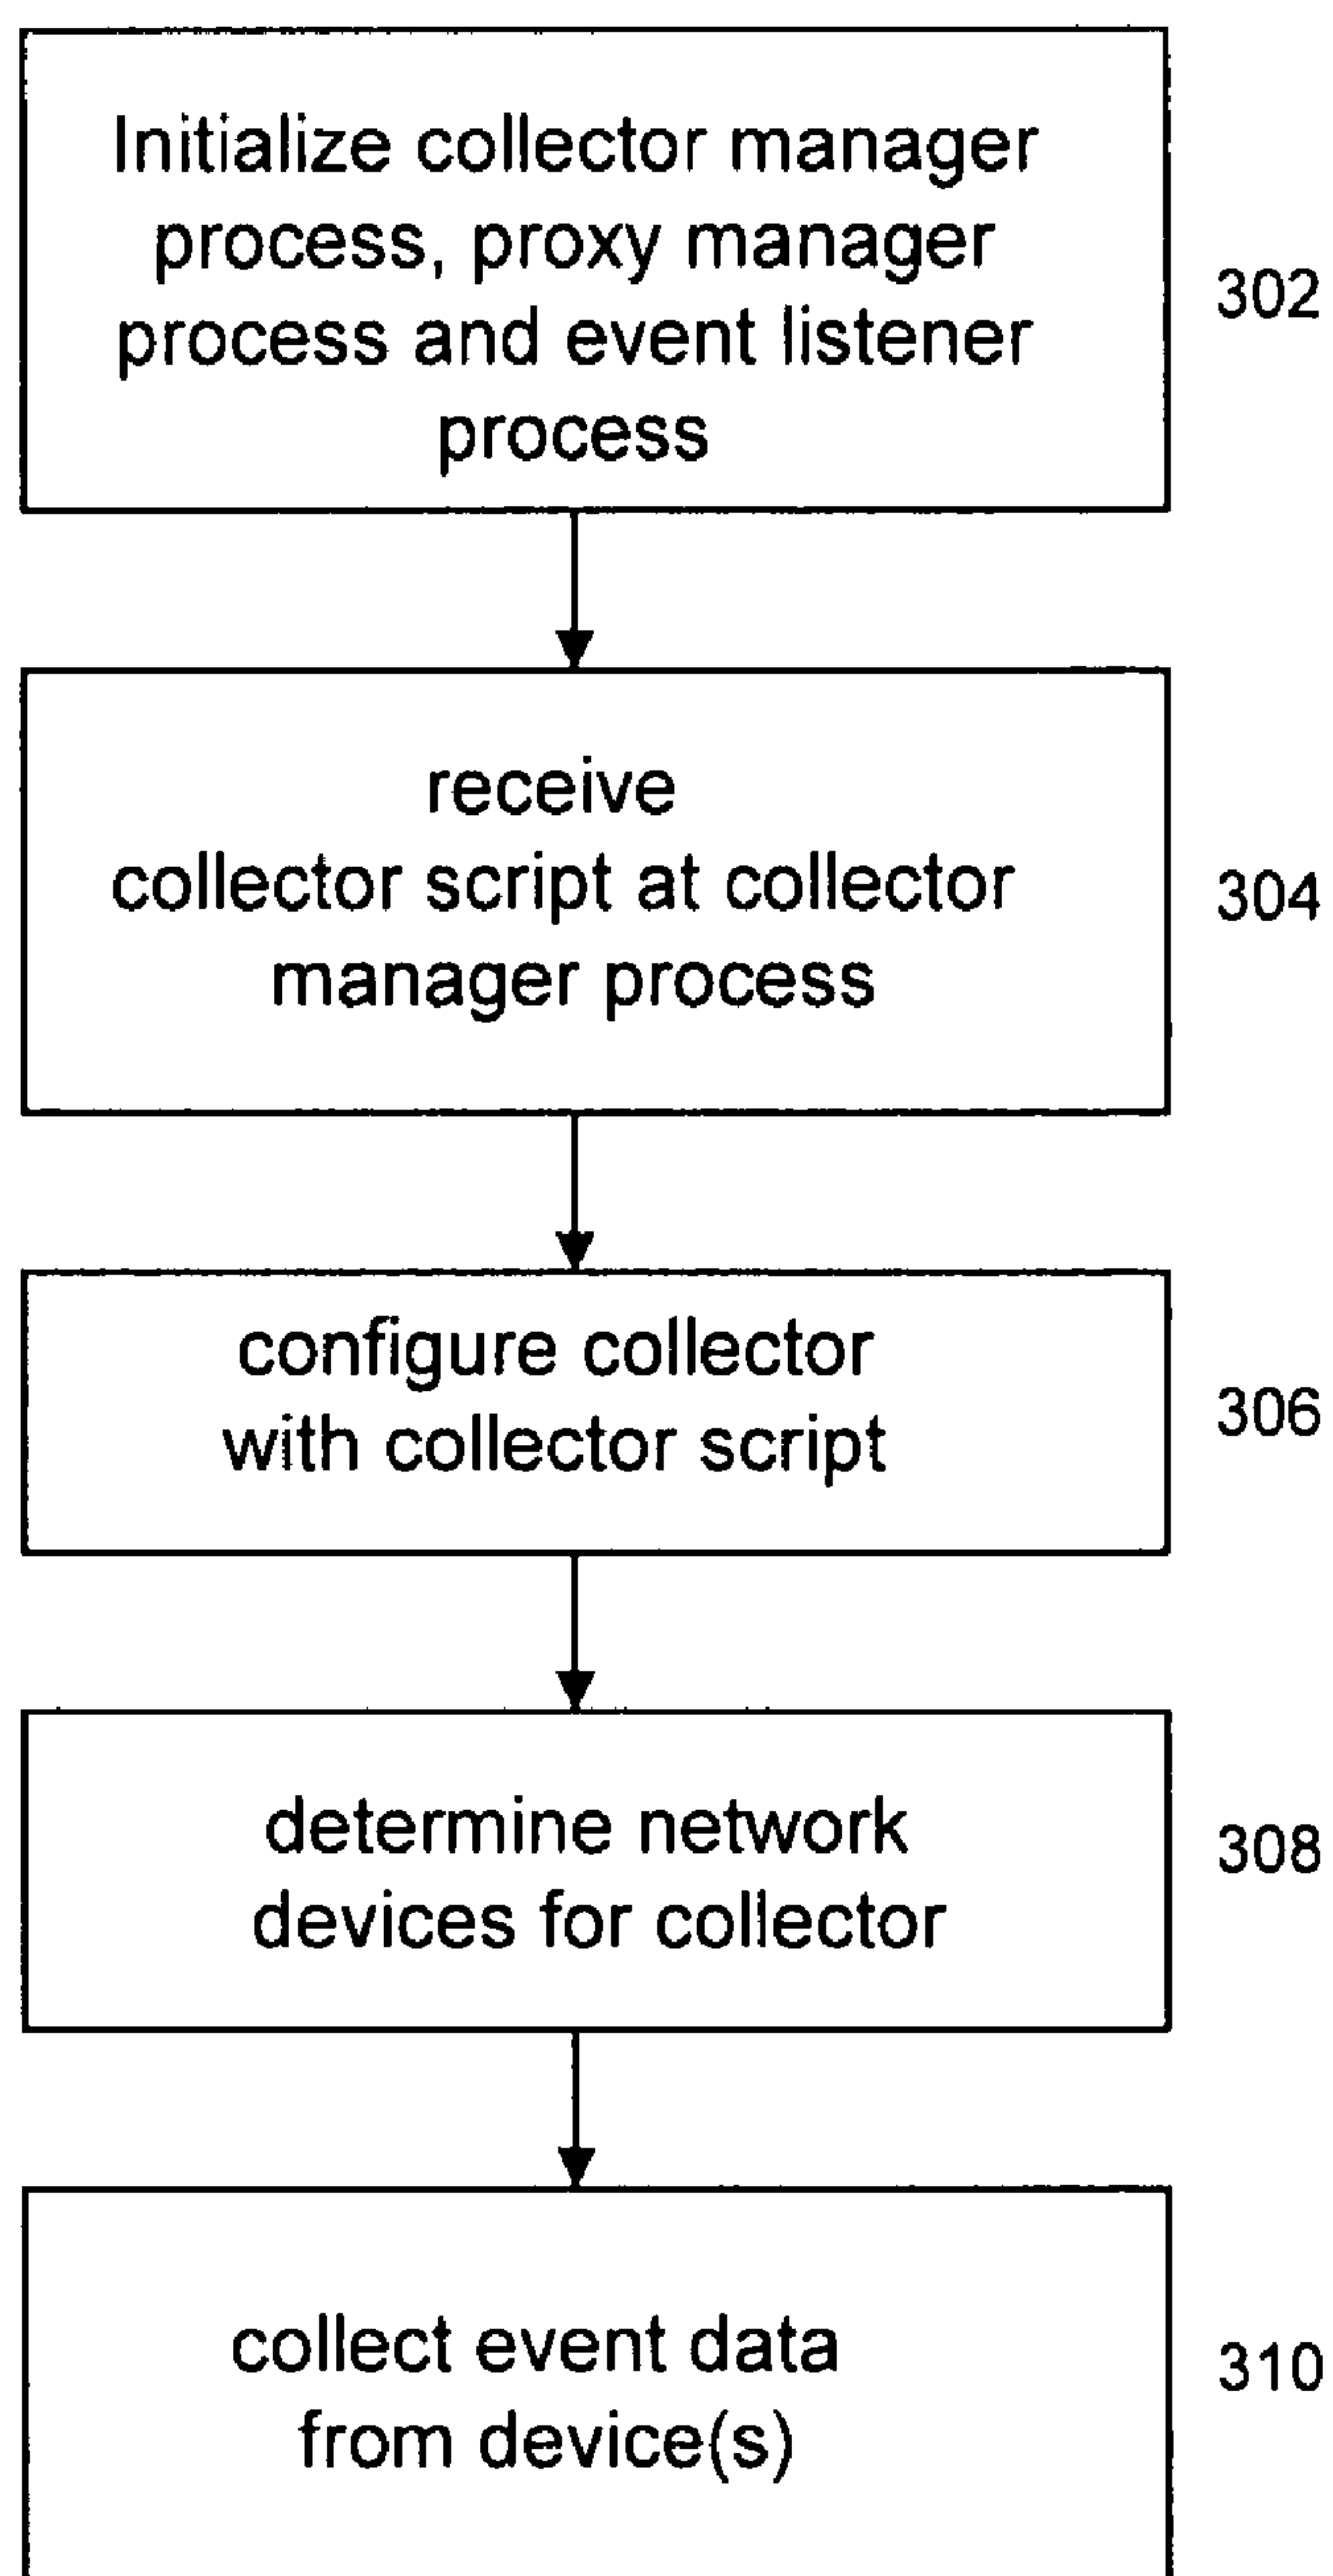 Initialize collector manager
process, proxy manager
process and event listener
process
302
receive
collector script at collector
manager process
304
configure collector
with collector script
306
determine network
devices for collector
308
collect event data
from device(s)
310